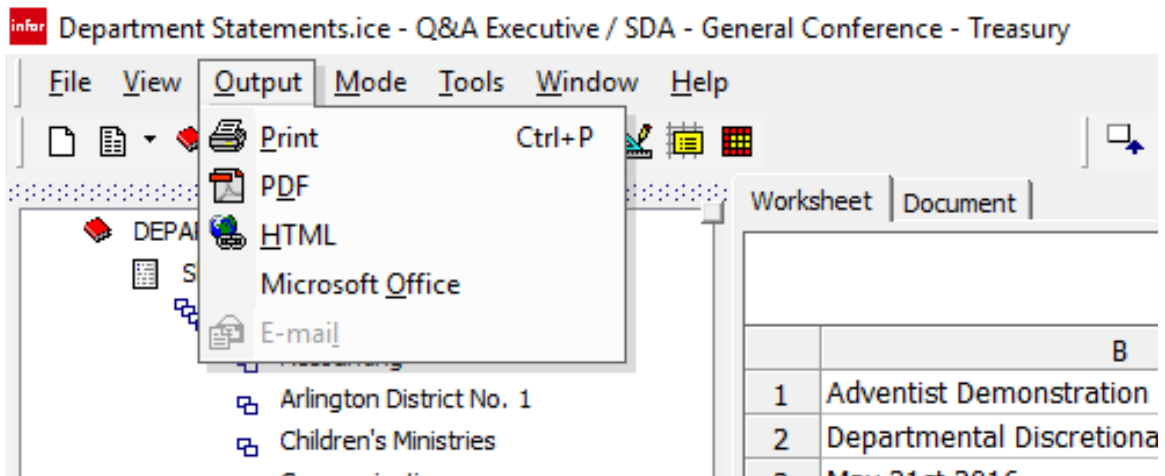 infor Department Statements.ice - Q&A Executive / SDA - General Conference - Treasury
File View Output Mode Tools Window Help
Print Ctrl+P
PDF
HTML
Microsoft Office
E-mail
Worksheet Document
B
Arlington District No. 1
Children's Ministries
1 Adventist Demonstration
2 Departmental Discretiona